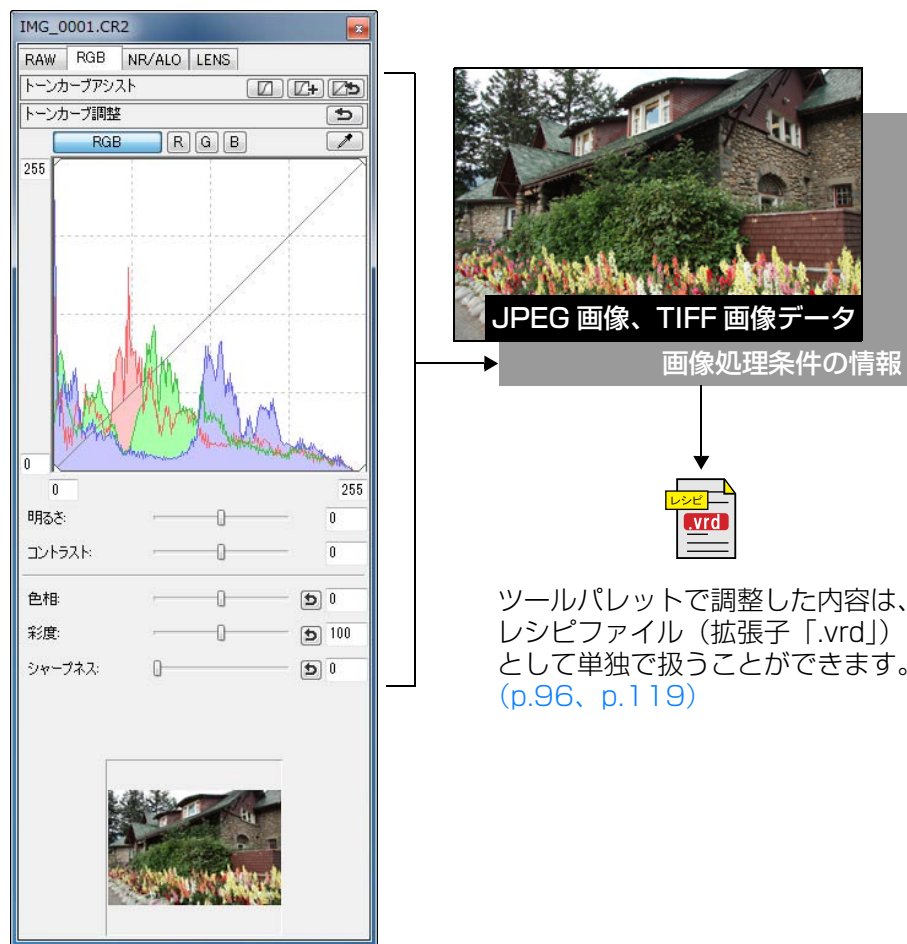 IMG_0001.CR2
RAW RGB NR/ALO LENS
トーンカーブアシスト
トーンカーブ調整
RGB R G B
255
0
0 255
明るさ: 0
コントラスト: 0
色相: 0
彩度: 100
シャープネス: 0
JPEG 画像、TIFF 画像データ
画像処理条件の情報
レシピ
.vrd
ツールパレットで調整した内容は、
レシピファイル（拡張子「.vrd」）
として単独で扱うことができます。
（p.96、p.119）